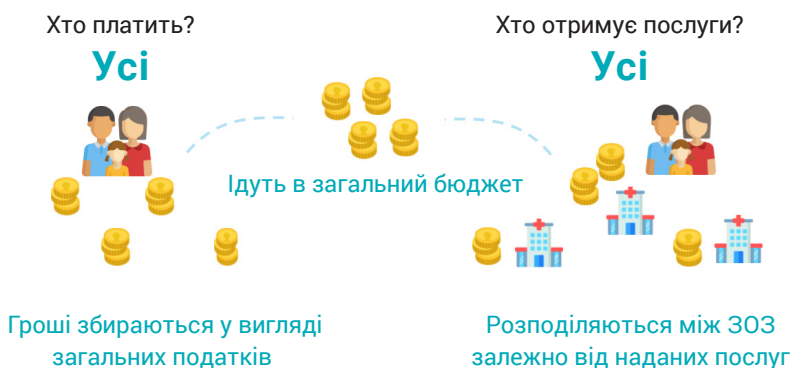 Хто платить?
Усі
Хто отримує послуги?
Усі
Ідуть в загальний бюджет
Гроші збираються у вигляді
загальних податків
Розподіляються між ЗОЗ
залежно від наданих послуг